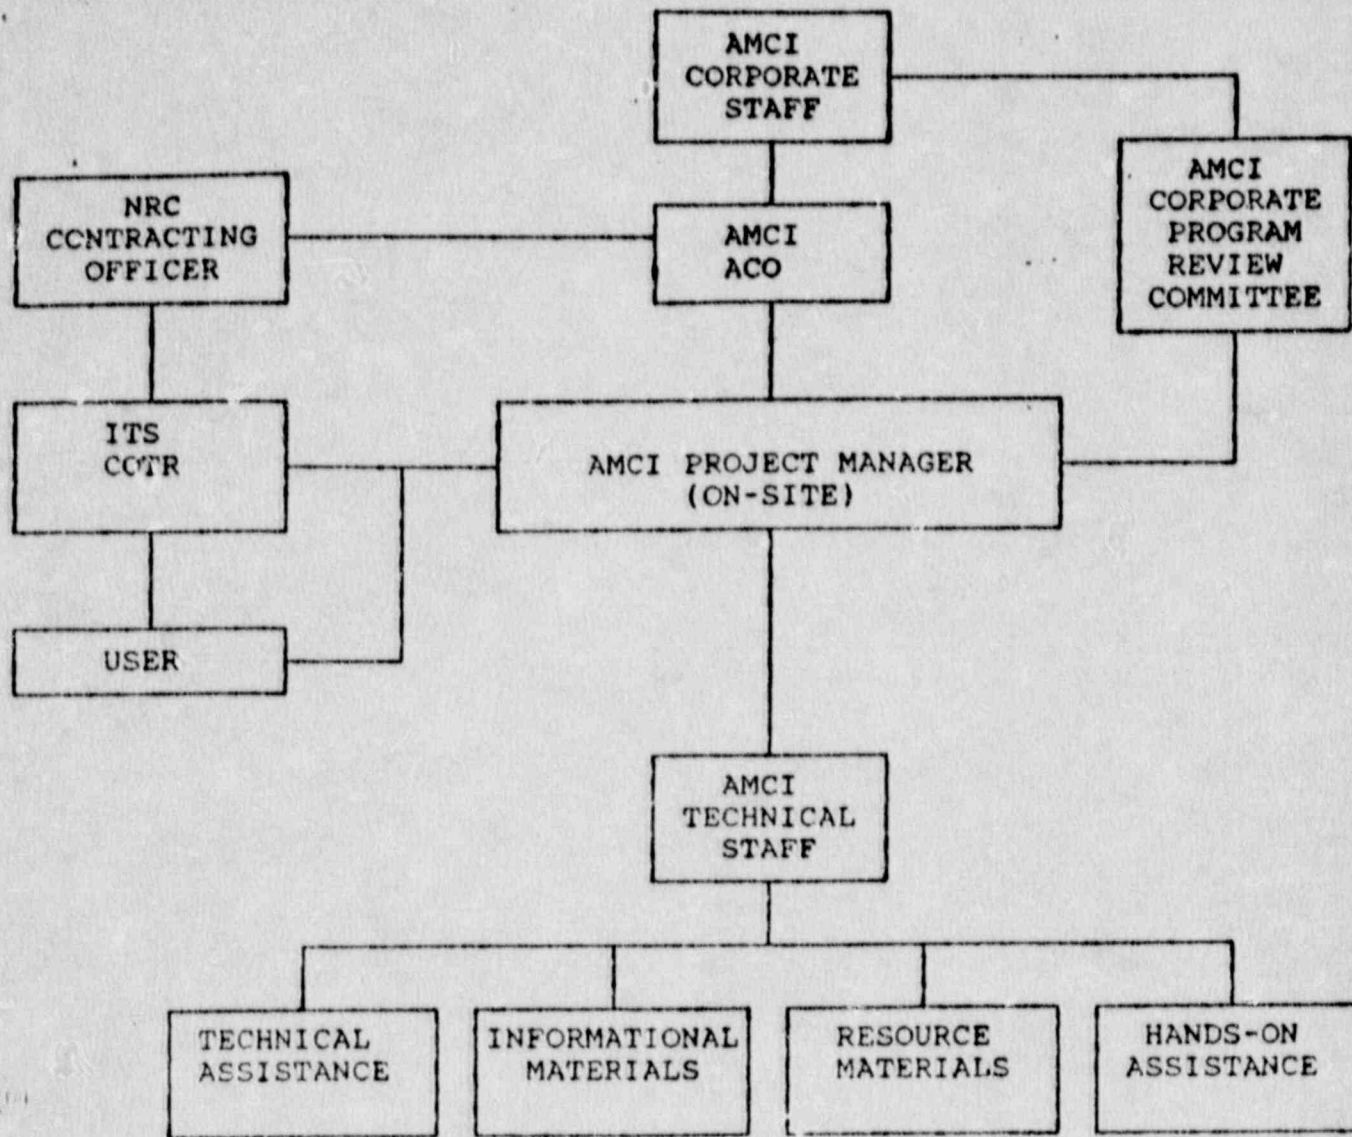 AMCI
CORPORATE
STAFF
AMCI
CORPORATE
PROGRAM
REVIEW
COMMITTEE
NRC
CONTRACTING
OFFICER
AMCI
ACO
ITS
COTR
AMCI PROJECT MANAGER
(ON-SITE)
USER
AMCI
TECHNICAL
STAFF
TECHNICAL
ASSISTANCE
INFORMATIONAL
MATERIALS
RESOURCE
MATERIALS
HANDS-ON
ASSISTANCE